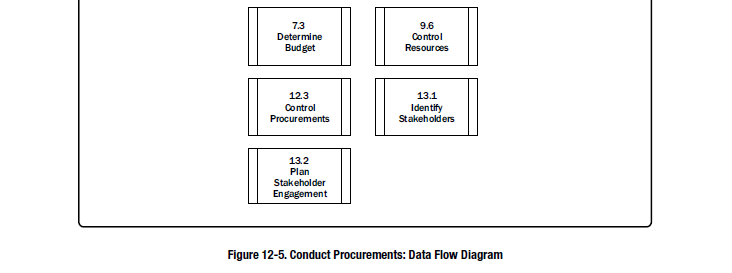 7.3
Determine
Budget
9.6
Control
Resources
12.3
Control
Procurements
13.1
Identify
Stakeholders
13.2
Plan
Stakeholder
Engagement
Figure 12-5. Conduct Procurements: Data Flow Diagram